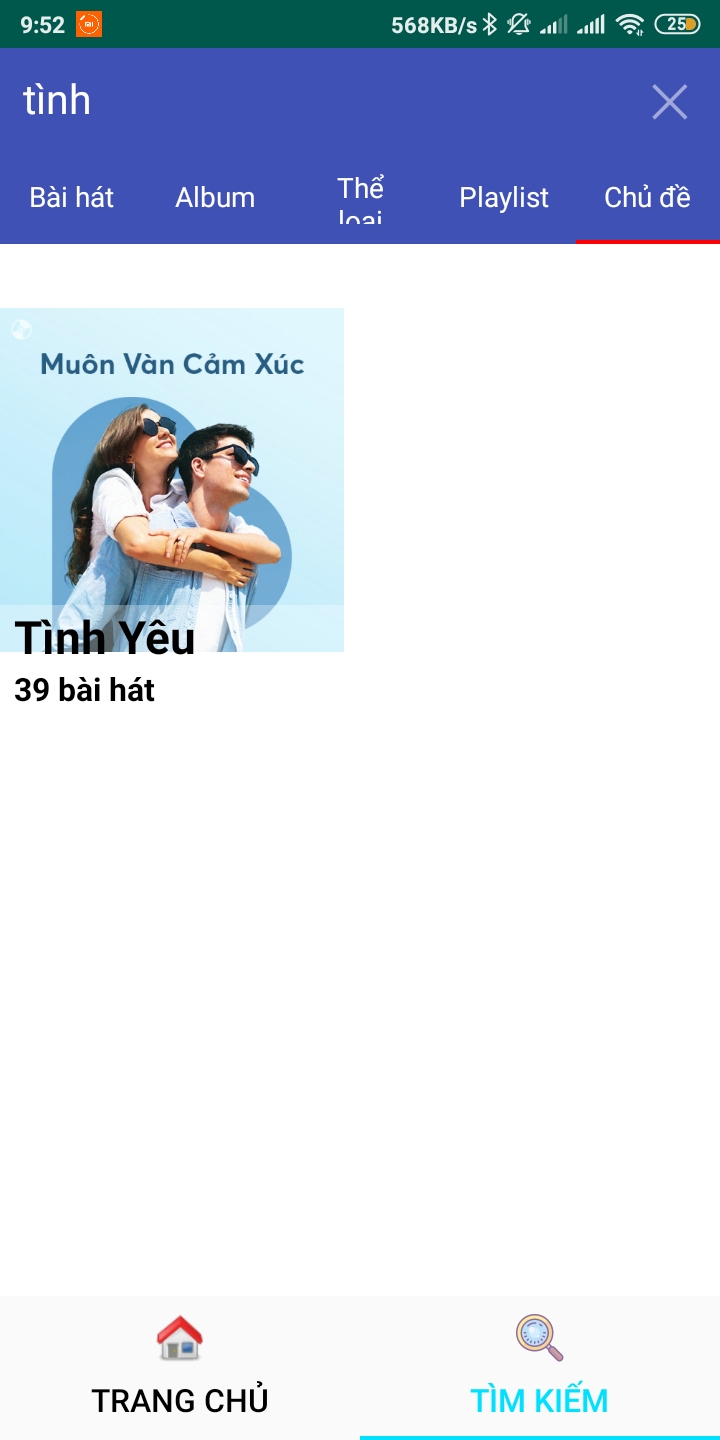 9:52 568KB/s 25
tình
Bài hát Album Thể loại Playlist Chủ đề
Muôn Vàn Cảm Xúc
Tình Yêu
39 bài hát
TRANG CHỦ TÌM KIẾM